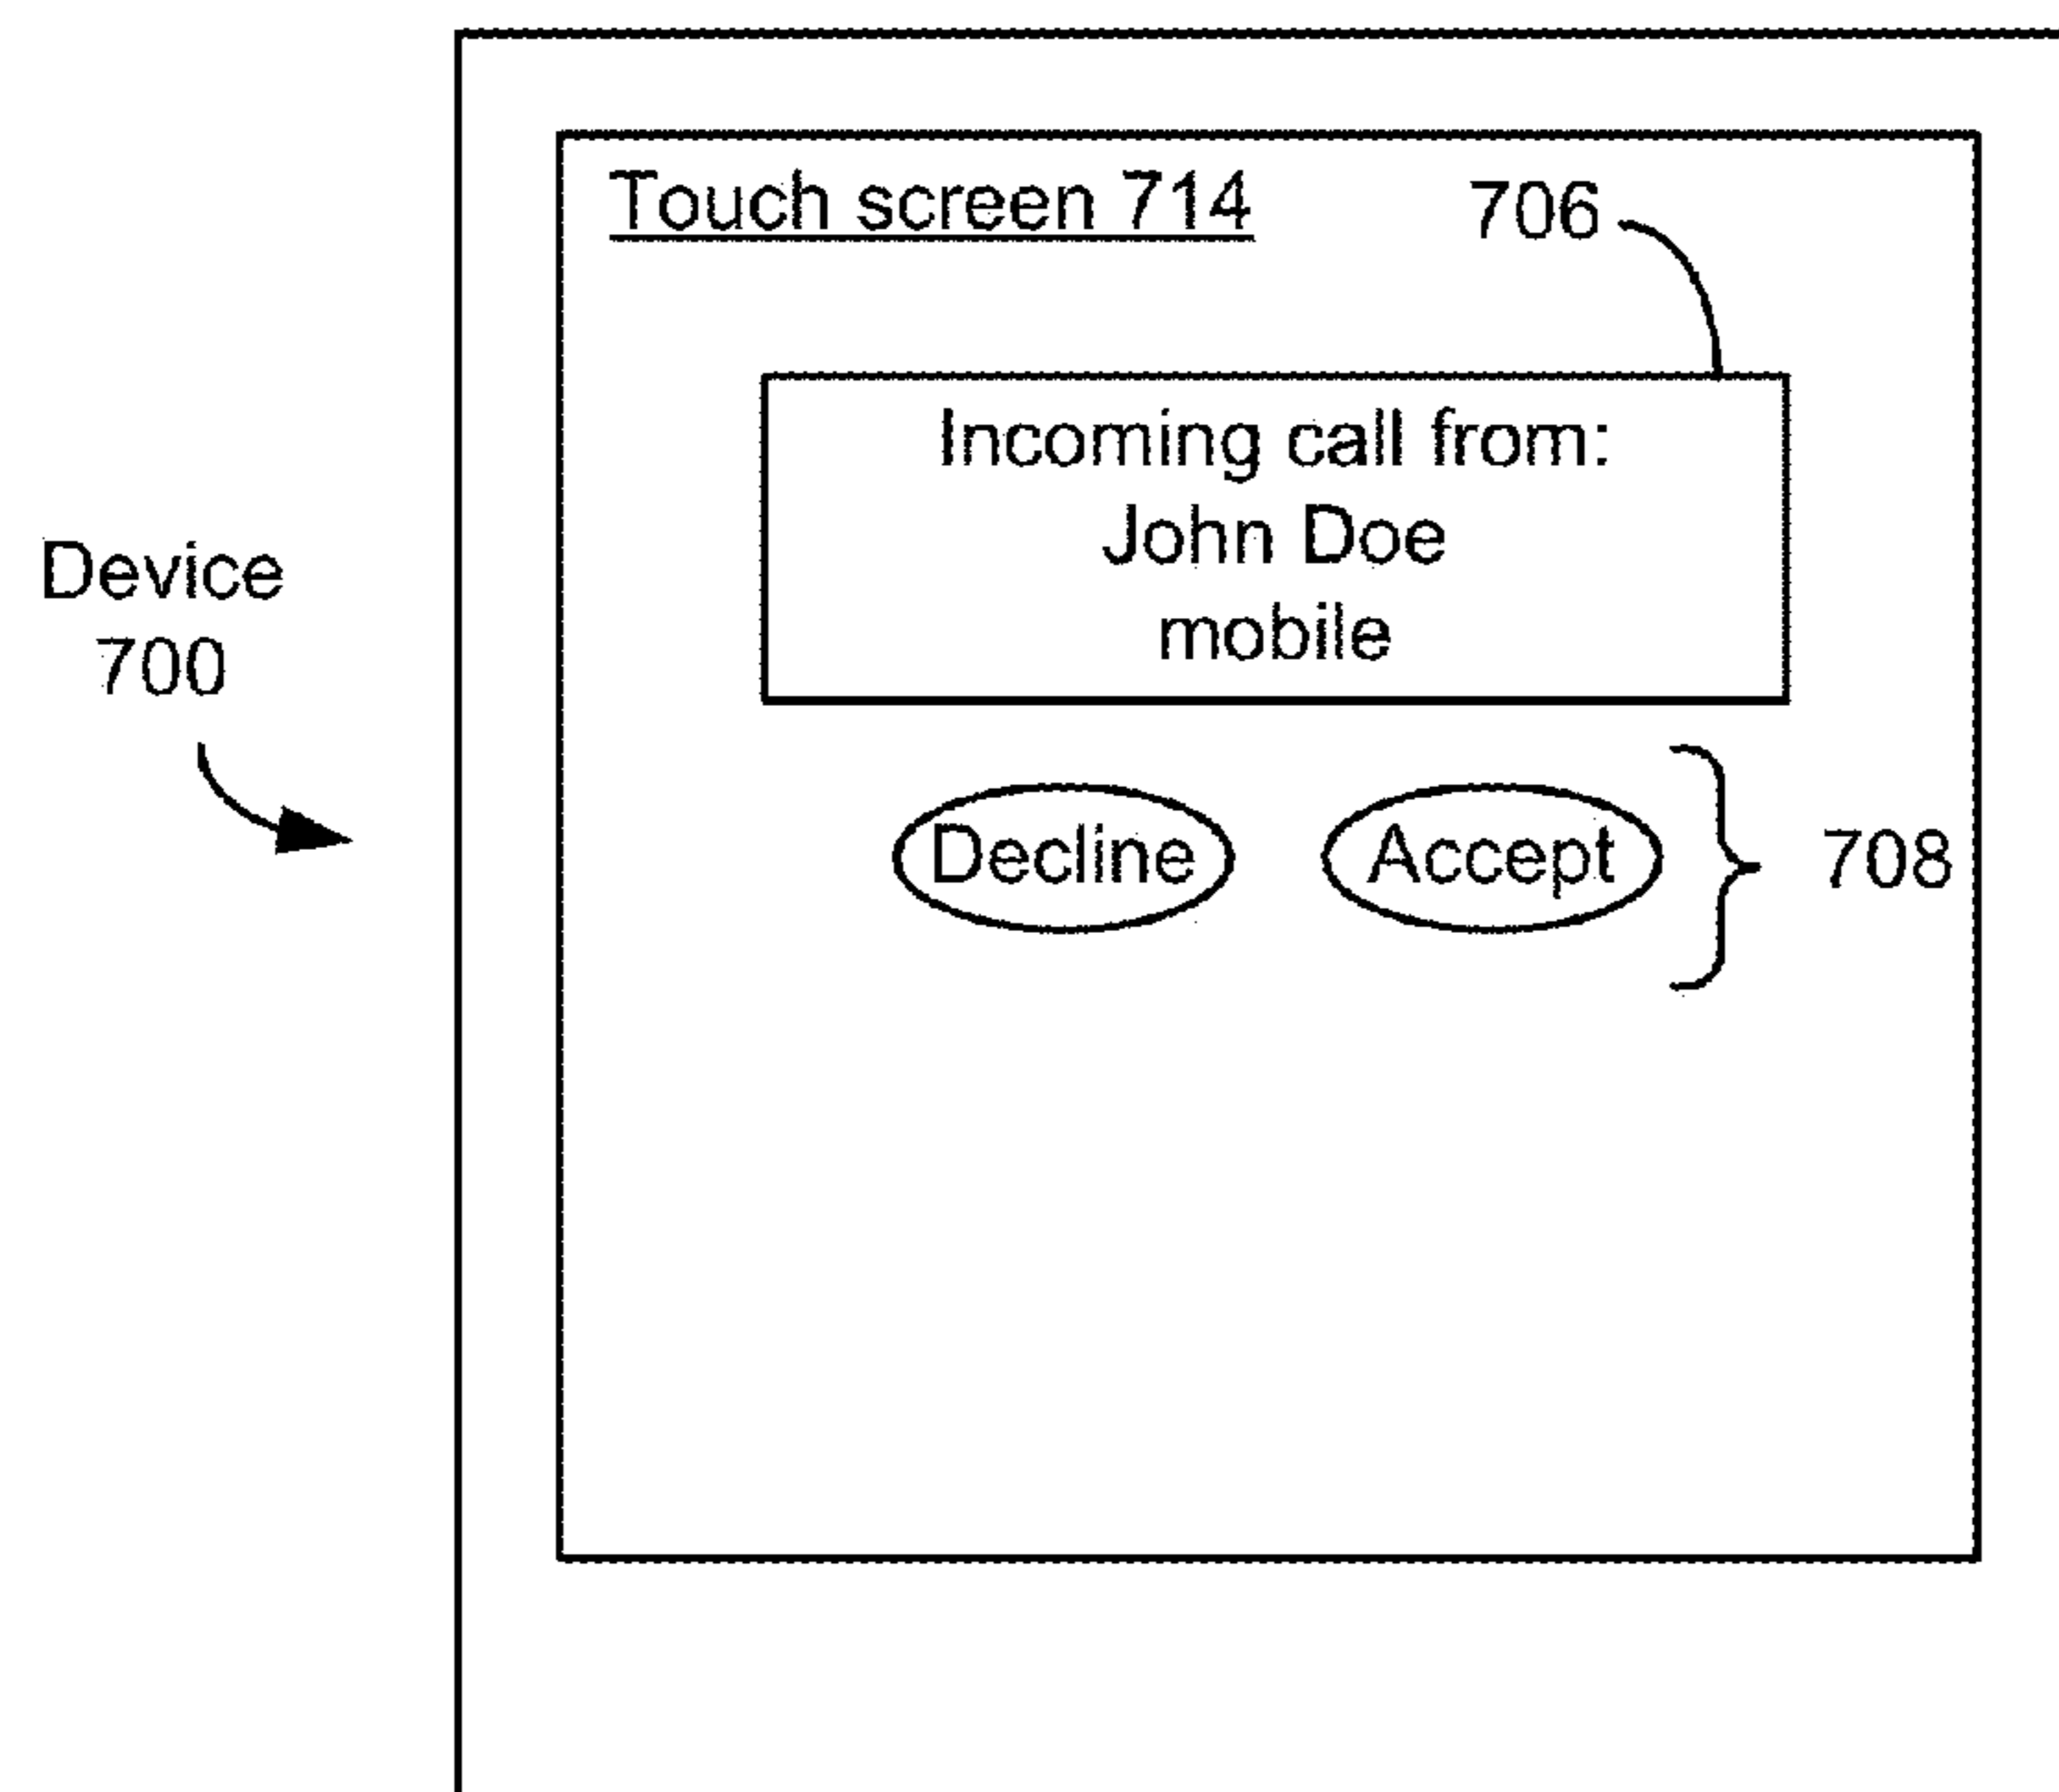 Touch screen 714
706
Incoming call from:
John Doe
mobile
Device
700
Decline
Accept
708